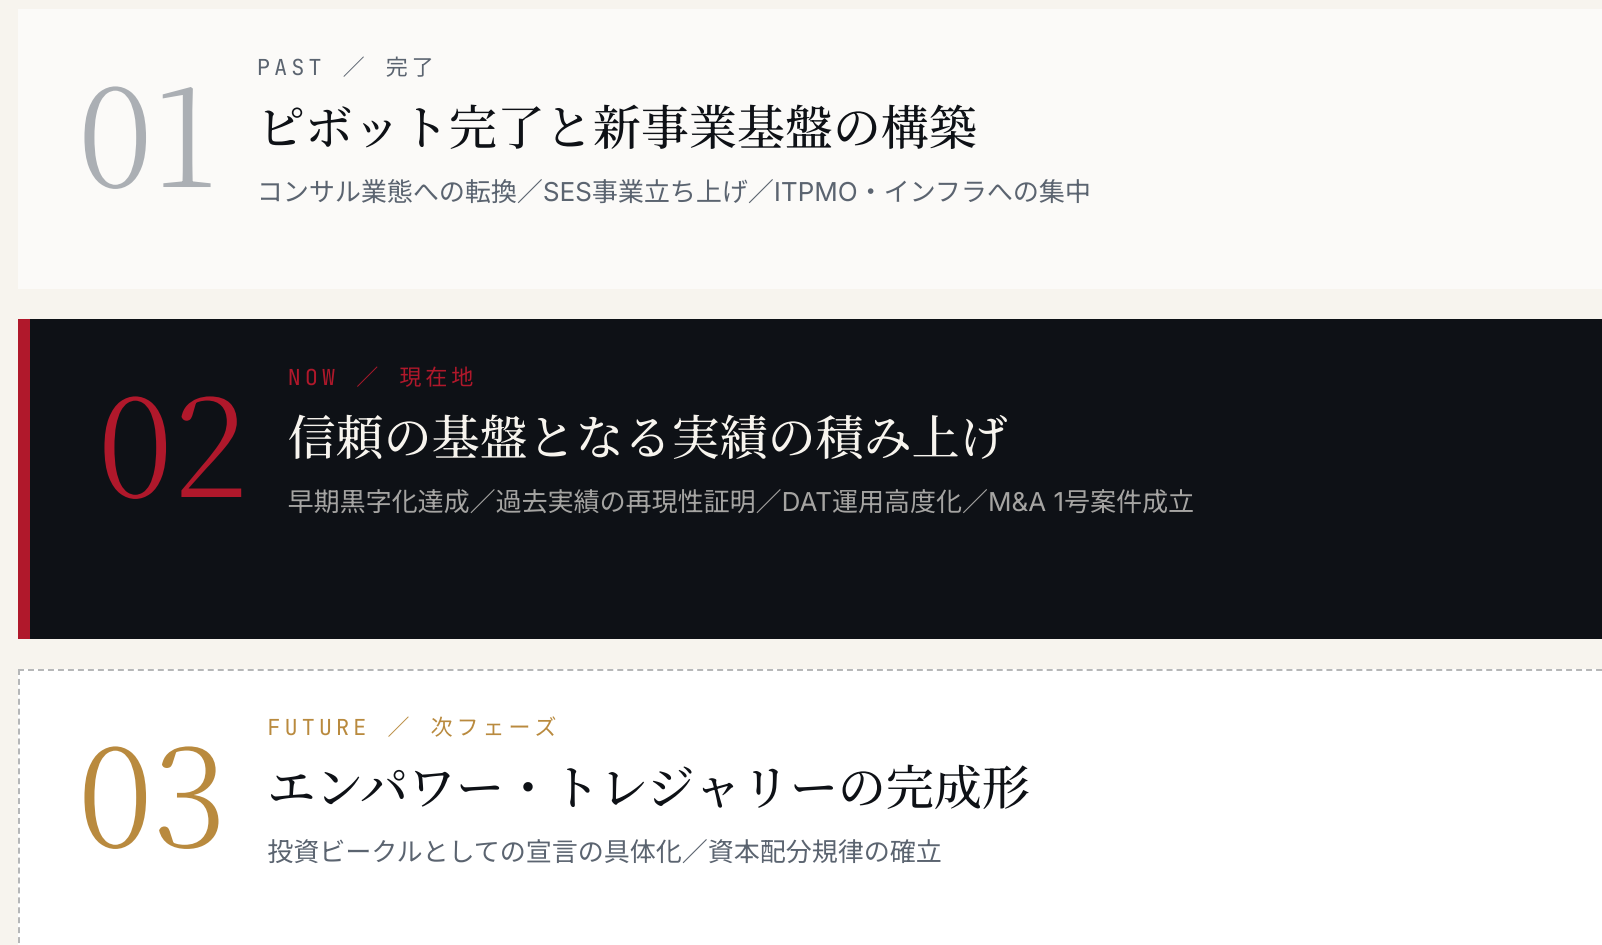 01
PAST ／ 完了
ピボット完了と新事業基盤の構築
コンサル業態への転換／SES事業立ち上げ／ITPMO・インフラへの集中
02
NOW ／ 現在地
信頼の基盤となる実績の積み上げ
早期黒字化達成／過去実績の再現性証明／DAT運用高度化／M&A 1号案件成立
03
FUTURE ／ 次フェーズ
エンパワー・トレジャリーの完成形
投資ビークルとしての宣言の具体化／資本配分規律の確立